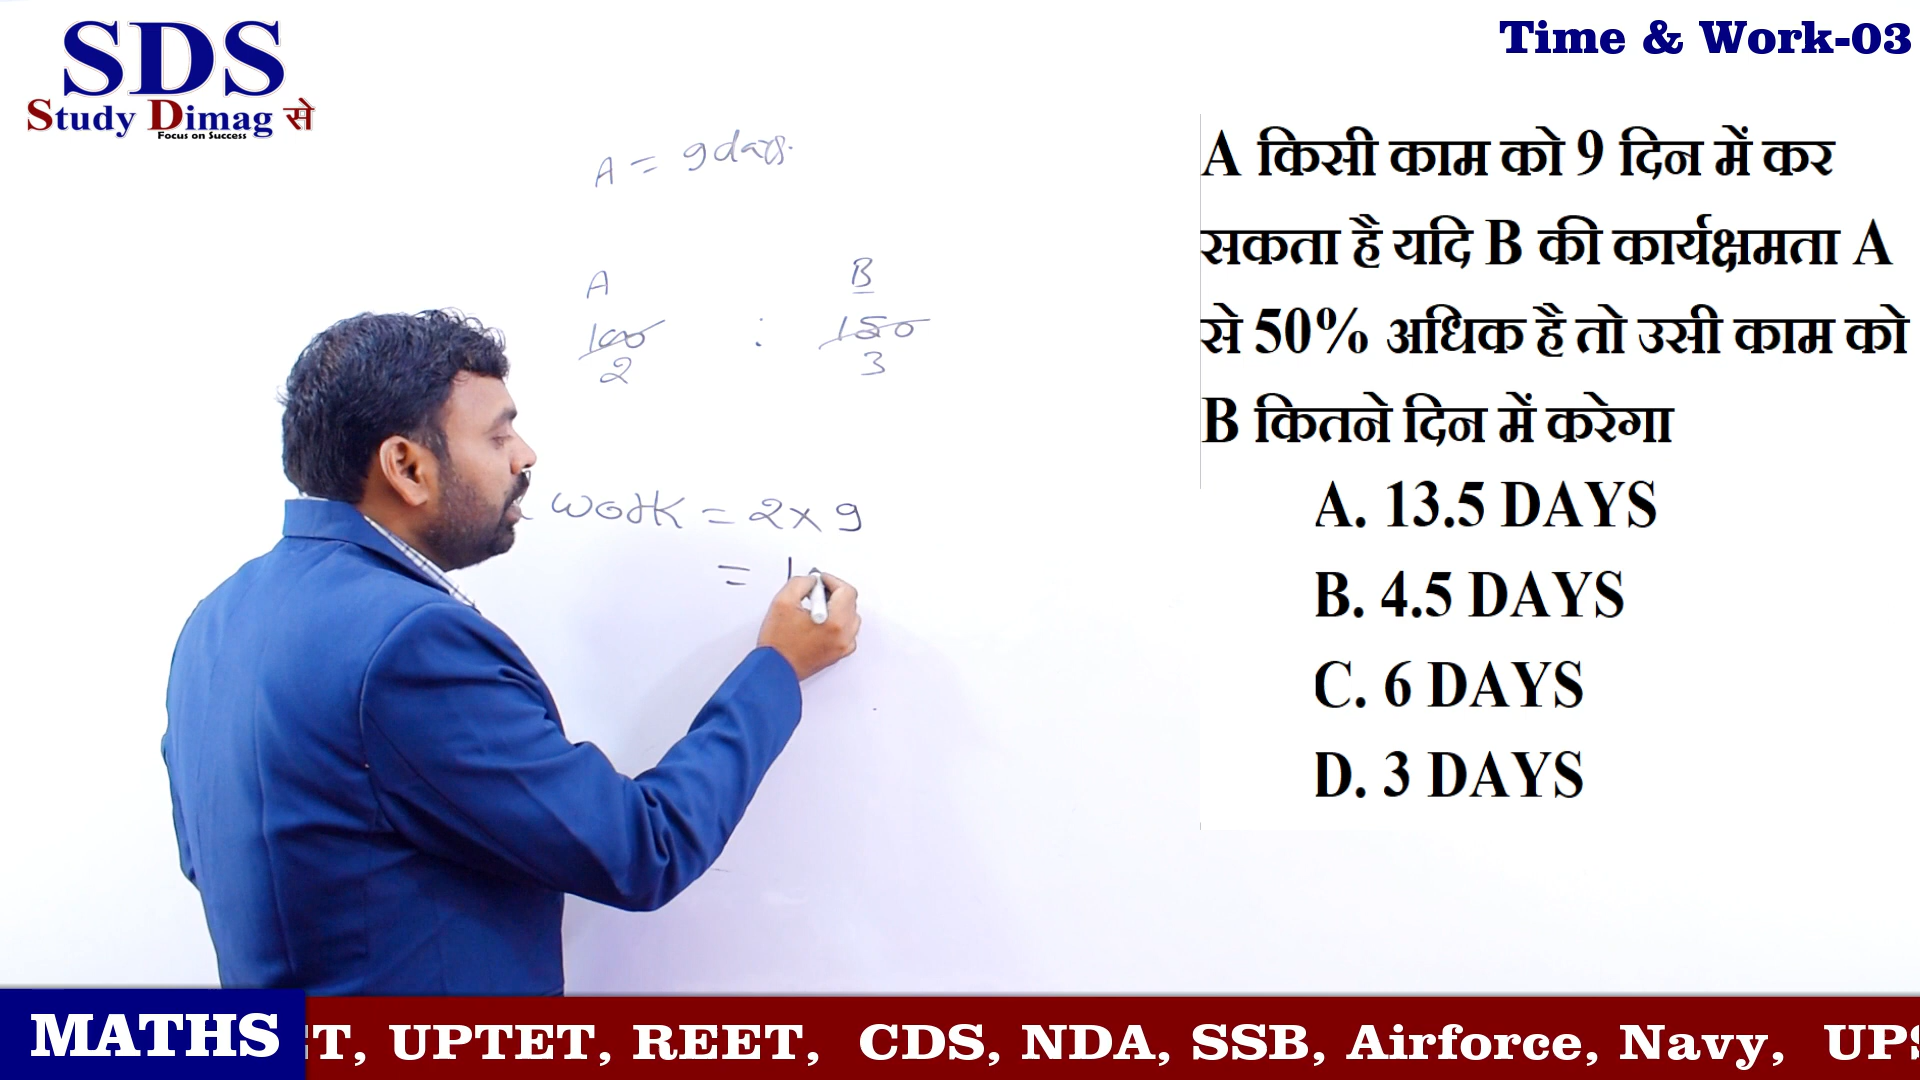 SDS
Study Dimag से
Focus on Success
Time & Work-03
A = 9 days.
A B
100 : 150
2 3
work = 2 x 9
= 1
A किसी काम को 9 दिन में कर
सकता है यदि B की कार्यक्षमता A
से 50% अधिक है तो उसी काम को
B कितने दिन में करेगा
A. 13.5 DAYS
B. 4.5 DAYS
C. 6 DAYS
D. 3 DAYS
MATHS
T, UPTET, REET, CDS, NDA, SSB, Airforce, Navy, UPS